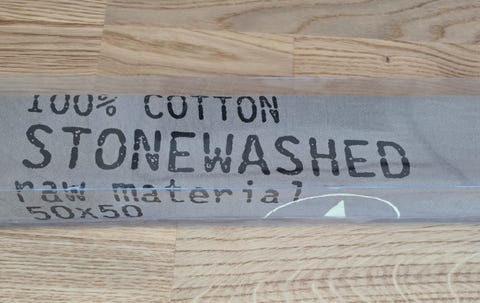 100% COTTON
STONEWASHED
raw material
50x50